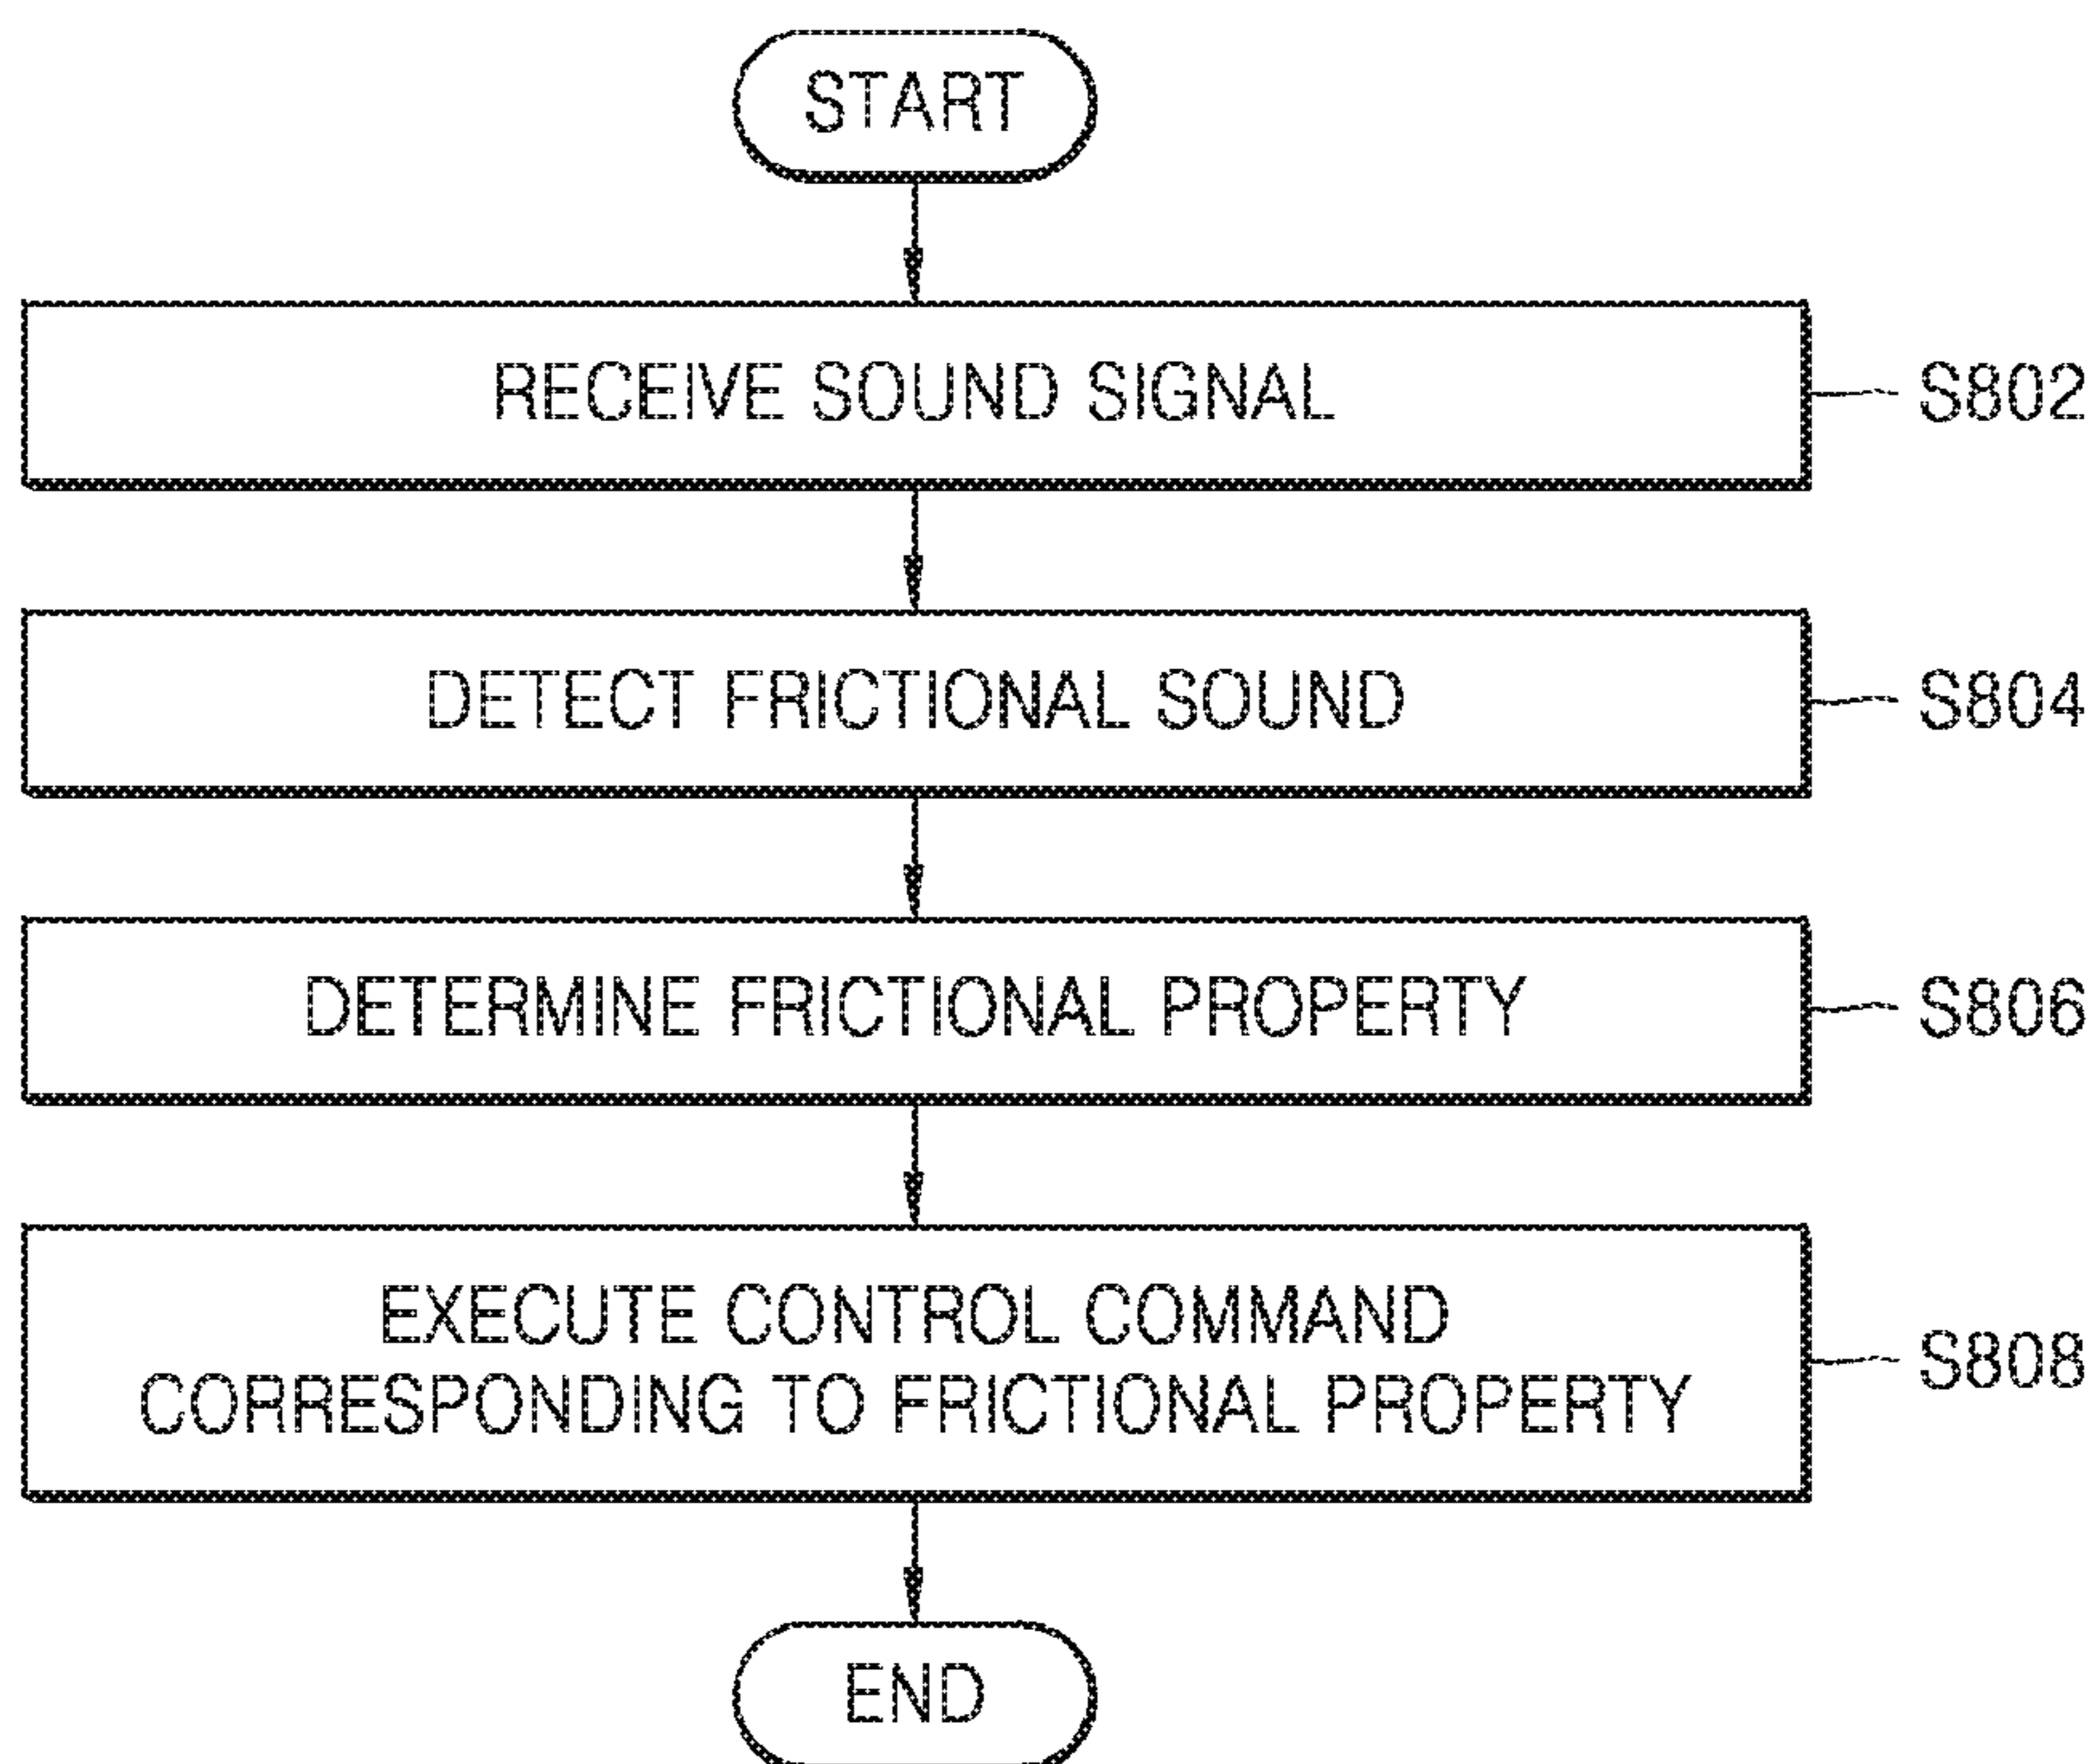 START
RECEIVE SOUND SIGNAL
S802
DETECT FRICTIONAL SOUND
S804
DETERMINE FRICTIONAL PROPERTY
S806
EXECUTE CONTROL COMMAND
CORRESPONDING TO FRICTIONAL PROPERTY
S808
END